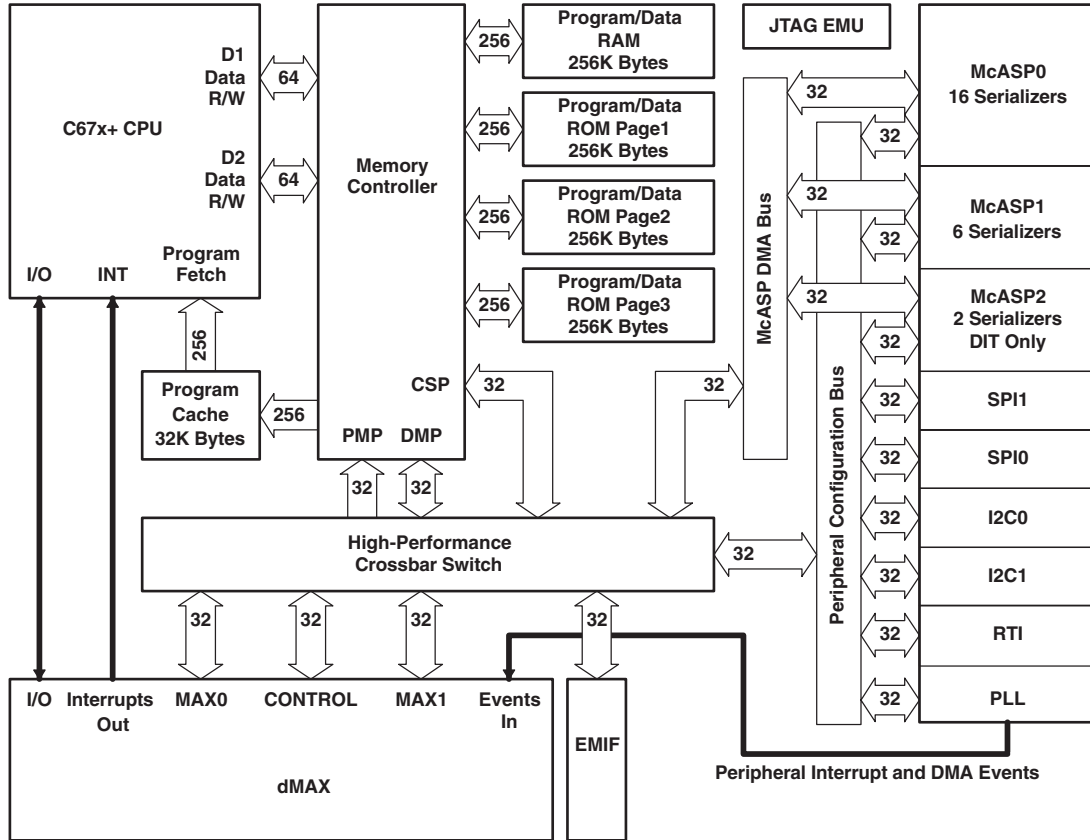 C67x+ CPU
D1
Data
R/W
D2
Data
R/W
Program
Fetch
I/O
INT
64
64
256
Program
Cache
32K Bytes
256
Memory
Controller
CSP
PMP
DMP
256
256
256
256
Program/Data
RAM
256K Bytes
Program/Data
ROM Page1
256K Bytes
Program/Data
ROM Page2
256K Bytes
Program/Data
ROM Page3
256K Bytes
JTAG EMU
32
32
32
32
32
High-Performance
Crossbar Switch
32
32
32
32
32
McASP DMA Bus
Peripheral Configuration Bus
32
32
32
32
32
32
32
32
32
32
32
32
McASP0
16 Serializers
McASP1
6 Serializers
McASP2
2 Serializers
DIT Only
SPI1
SPI0
I2C0
I2C1
RTI
PLL
I/O
Interrupts
Out
MAX0
CONTROL
MAX1
Events
In
dMAX
EMIF
Peripheral Interrupt and DMA Events